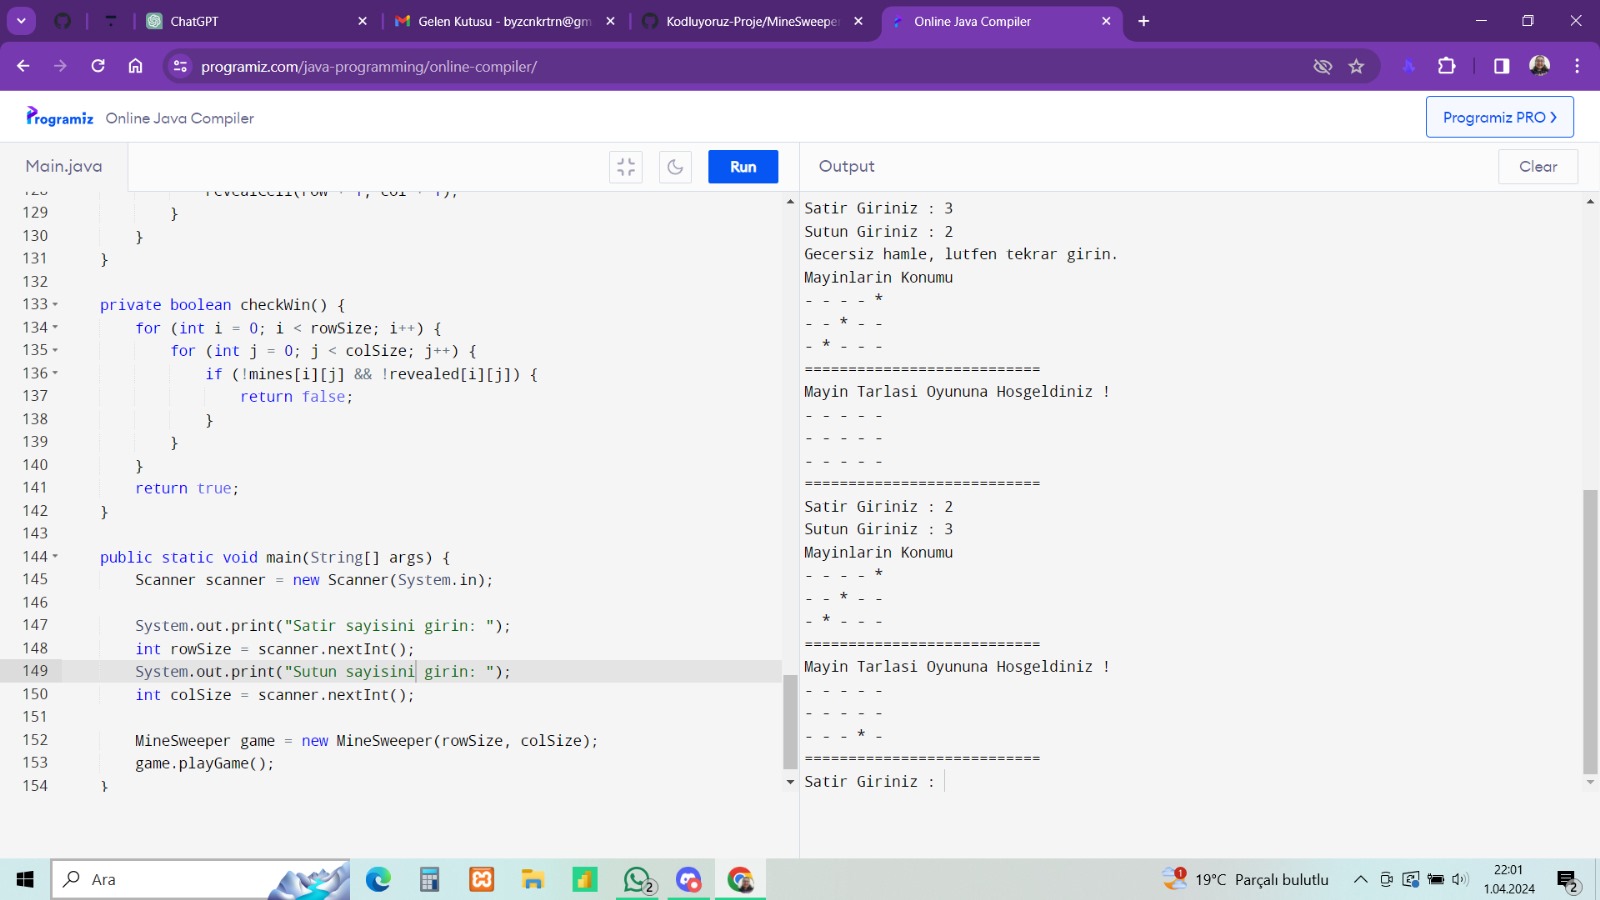 ChatGPT
Gelen Kutusu - byzcnkrtrn@gm
Kodluyoruz-Proje/MineSweeper
Online Java Compiler
programiz.com/java-programming/online-compiler/
Programiz
Online Java Compiler
Programiz PRO
Main.java
Run
Output
Clear
129 }
130 }
131 }
132
133 private boolean checkWin() {
134 for (int i = 0; i < rowSize; i++) {
135 for (int j = 0; j < colSize; j++) {
136 if (!mines[i][j] && !revealed[i][j]) {
137 return false;
138 }
139 }
140 }
141 return true;
142 }
143
144 public static void main(String[] args) {
145 Scanner scanner = new Scanner(System.in);
146
147 System.out.print("Satir sayisini girin: ");
148 int rowSize = scanner.nextInt();
149 System.out.print("Sutun sayisini girin: ");
150 int colSize = scanner.nextInt();
151
152 MineSweeper game = new MineSweeper(rowSize, colSize);
153 game.playGame();
154 }
Satir Giriniz : 3
Sutun Giriniz : 2
Gecersiz hamle, lutfen tekrar girin.
Mayinlarin Konumu
- - - - *
- - * - -
- * - - -
===========================
Mayin Tarlasi Oyununa Hosgeldiniz !
- - - - -
- - - - -
- - - - -
===========================
Satir Giriniz : 2
Sutun Giriniz : 3
Mayinlarin Konumu
- - - - *
- - * - -
- * - - -
===========================
Mayin Tarlasi Oyununa Hosgeldiniz !
- - - - -
- - - - -
- - - * -
===========================
Satir Giriniz :
Ara
2
1
19°C Parçalı bulutlu
22:01
1.04.2024
2